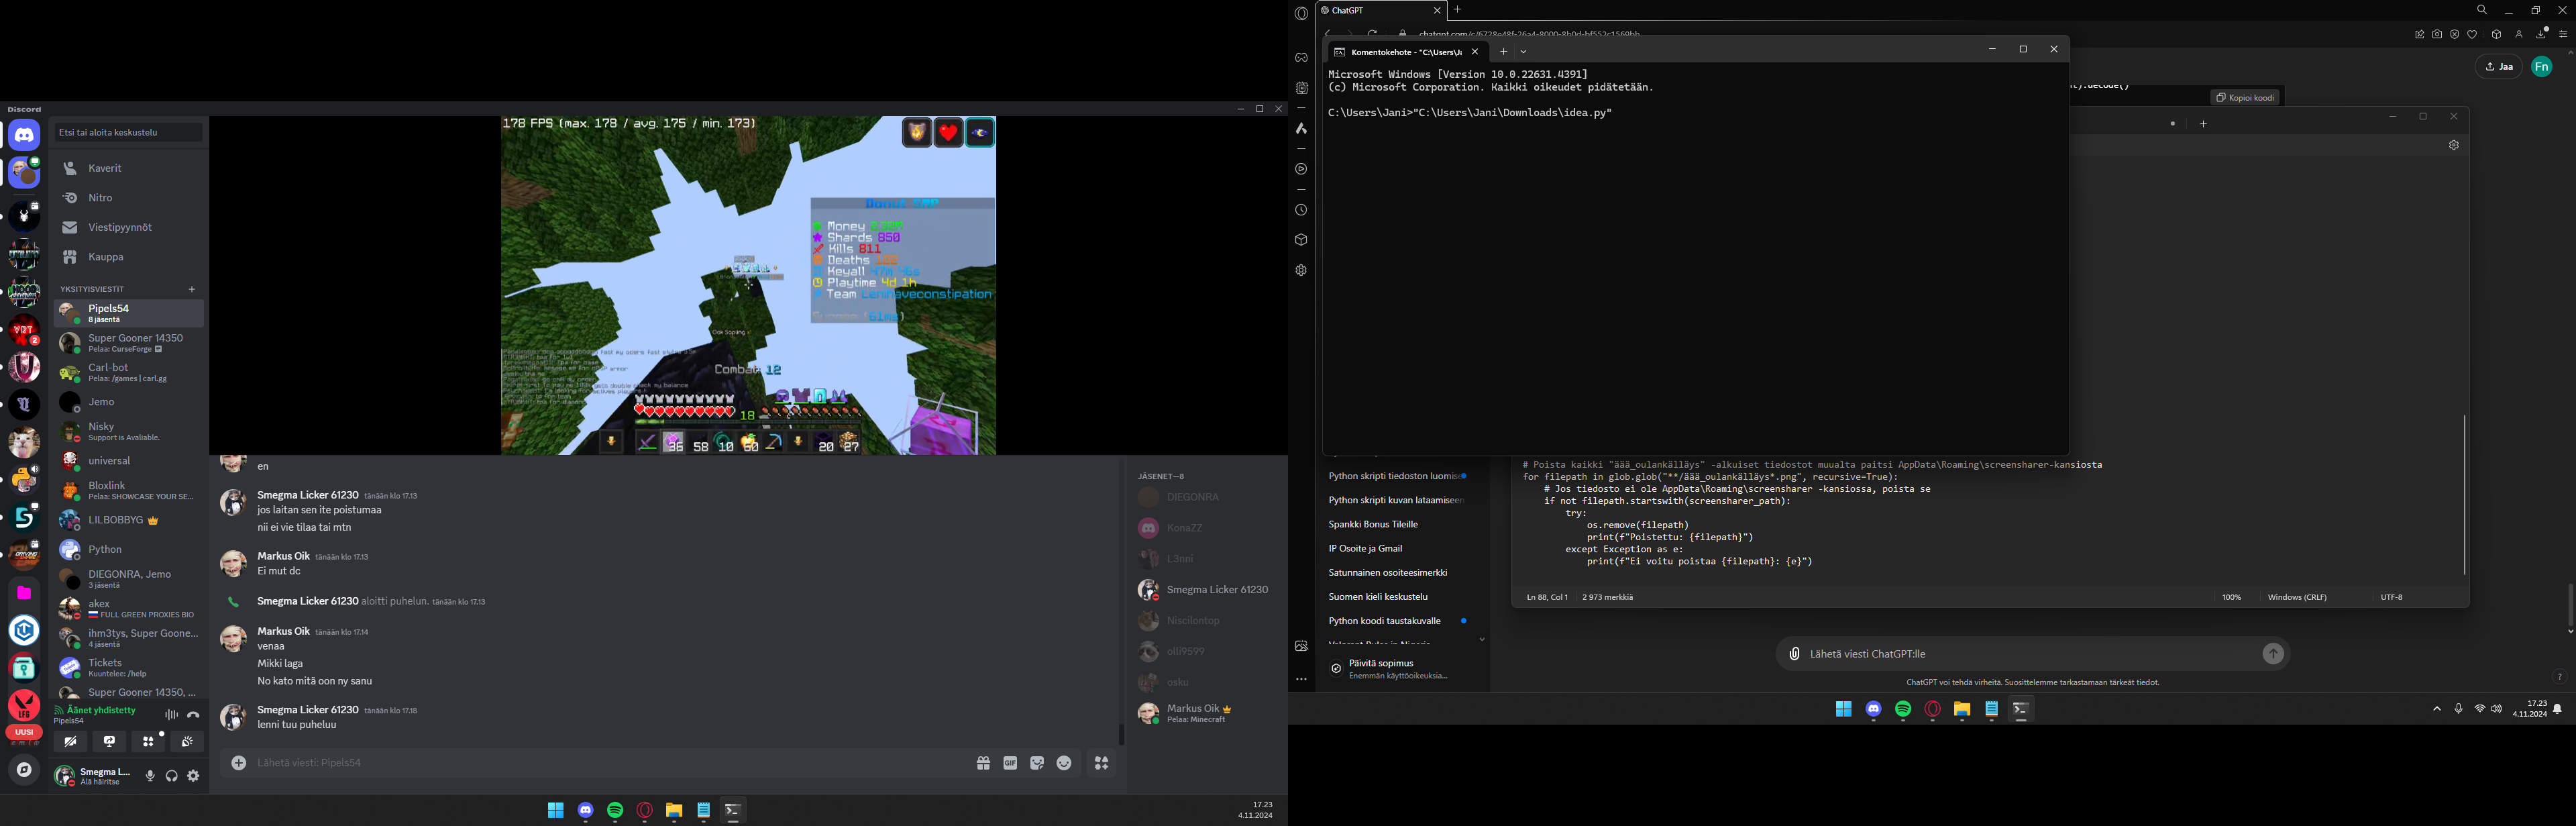 Discord
Etsi tai aloita keskustelu
Kaverit
Nitro
Viestipyynnöt
Kauppa
YKSITYISVIESTIT
Pipels54
8 jäsentä
Super Gooner 14350
Pelaa: CurseForge
Carl-bot
Pelaa: /games | carl.gg
Jemo
Nisky
Support is Avaliable.
universal
Bloxlink
Pelaa: SHOWCASE YOUR SE...
LILBOBBYG
Python
DIEGONRA, Jemo
3 jäsentä
akex
FULL GREEN PROXIES BIO
ihm3tys, Super Goone...
4 jäsentä
Tickets
Kuuntelee: /help
Super Gooner 14350, ...
2
LFG
UUSI
Äänet yhdistetty
Pipels54
Smegma L...
Älä häiritse
178 FPS (max. 178 / avg. 175 / min. 173)
Money
Shards 850
Kills 811
Deaths
Keyall 47m 46s
Playtime 4d 1h
Team Lenihaveconstipation
Oak Sapling
Combat 12
18
36 58 10 60 20 27
en
Smegma Licker 61230 tänään klo 17.13
jos laitan sen ite poistumaa
nii ei vie tilaa tai mtn
Markus Oik tänään klo 17.13
Ei mut dc
Smegma Licker 61230 aloitti puhelun. tänään klo 17.13
Markus Oik tänään klo 17.14
venaa
Mikki laga
No kato mitä oon ny sanu
Smegma Licker 61230 tänään klo 17.18
lenni tuu puheluu
Lähetä viesti: Pipels54
GIF
JÄSENET—8
DIEGONRA
KonaZZ
L3nni
Smegma Licker 61230
Niscilontop
olli9599
osku
Markus Oik
Pelaa: Minecraft
17.23
4.11.2024
ChatGPT
Jaa
Fn
Kopioi koodi
Komentokehote - "C:\Users\J
Microsoft Windows [Version 10.0.22631.4391]
(c) Microsoft Corporation. Kaikki oikeudet pidätetään.
C:\Users\Jani>"C:\Users\Jani\Downloads\idea.py"
Python skripti tiedoston luomise
Python skripti kuvan lataamiseen
Spankki Bonus Tileille
IP Osoite ja Gmail
Satunnainen osoiteesimerkki
Suomen kieli keskustelu
Python koodi taustakuvalle
Päivitä sopimus
Enemmän käyttöoikeuksia...
# Poista kaikki "äää_oulankälläys" -alkuiset tiedostot muualta paitsi AppData\Roaming\screensharer-kansiosta
for filepath in glob.glob("**/äää_oulankälläys*.png", recursive=True):
# Jos tiedosto ei ole AppData\Roaming\screensharer -kansiossa, poista se
if not filepath.startswith(screensharer_path):
try:
os.remove(filepath)
print(f"Poistettu: {filepath}")
except Exception as e:
print(f"Ei voitu poistaa {filepath}: {e}")
Ln 88, Col 1
2 973 merkkiä
100%
Windows (CRLF)
UTF-8
Lähetä viesti ChatGPT:lle
ChatGPT voi tehdä virheitä. Suosittelemme tarkastamaan tärkeät tiedot.
?
17.23
4.11.2024